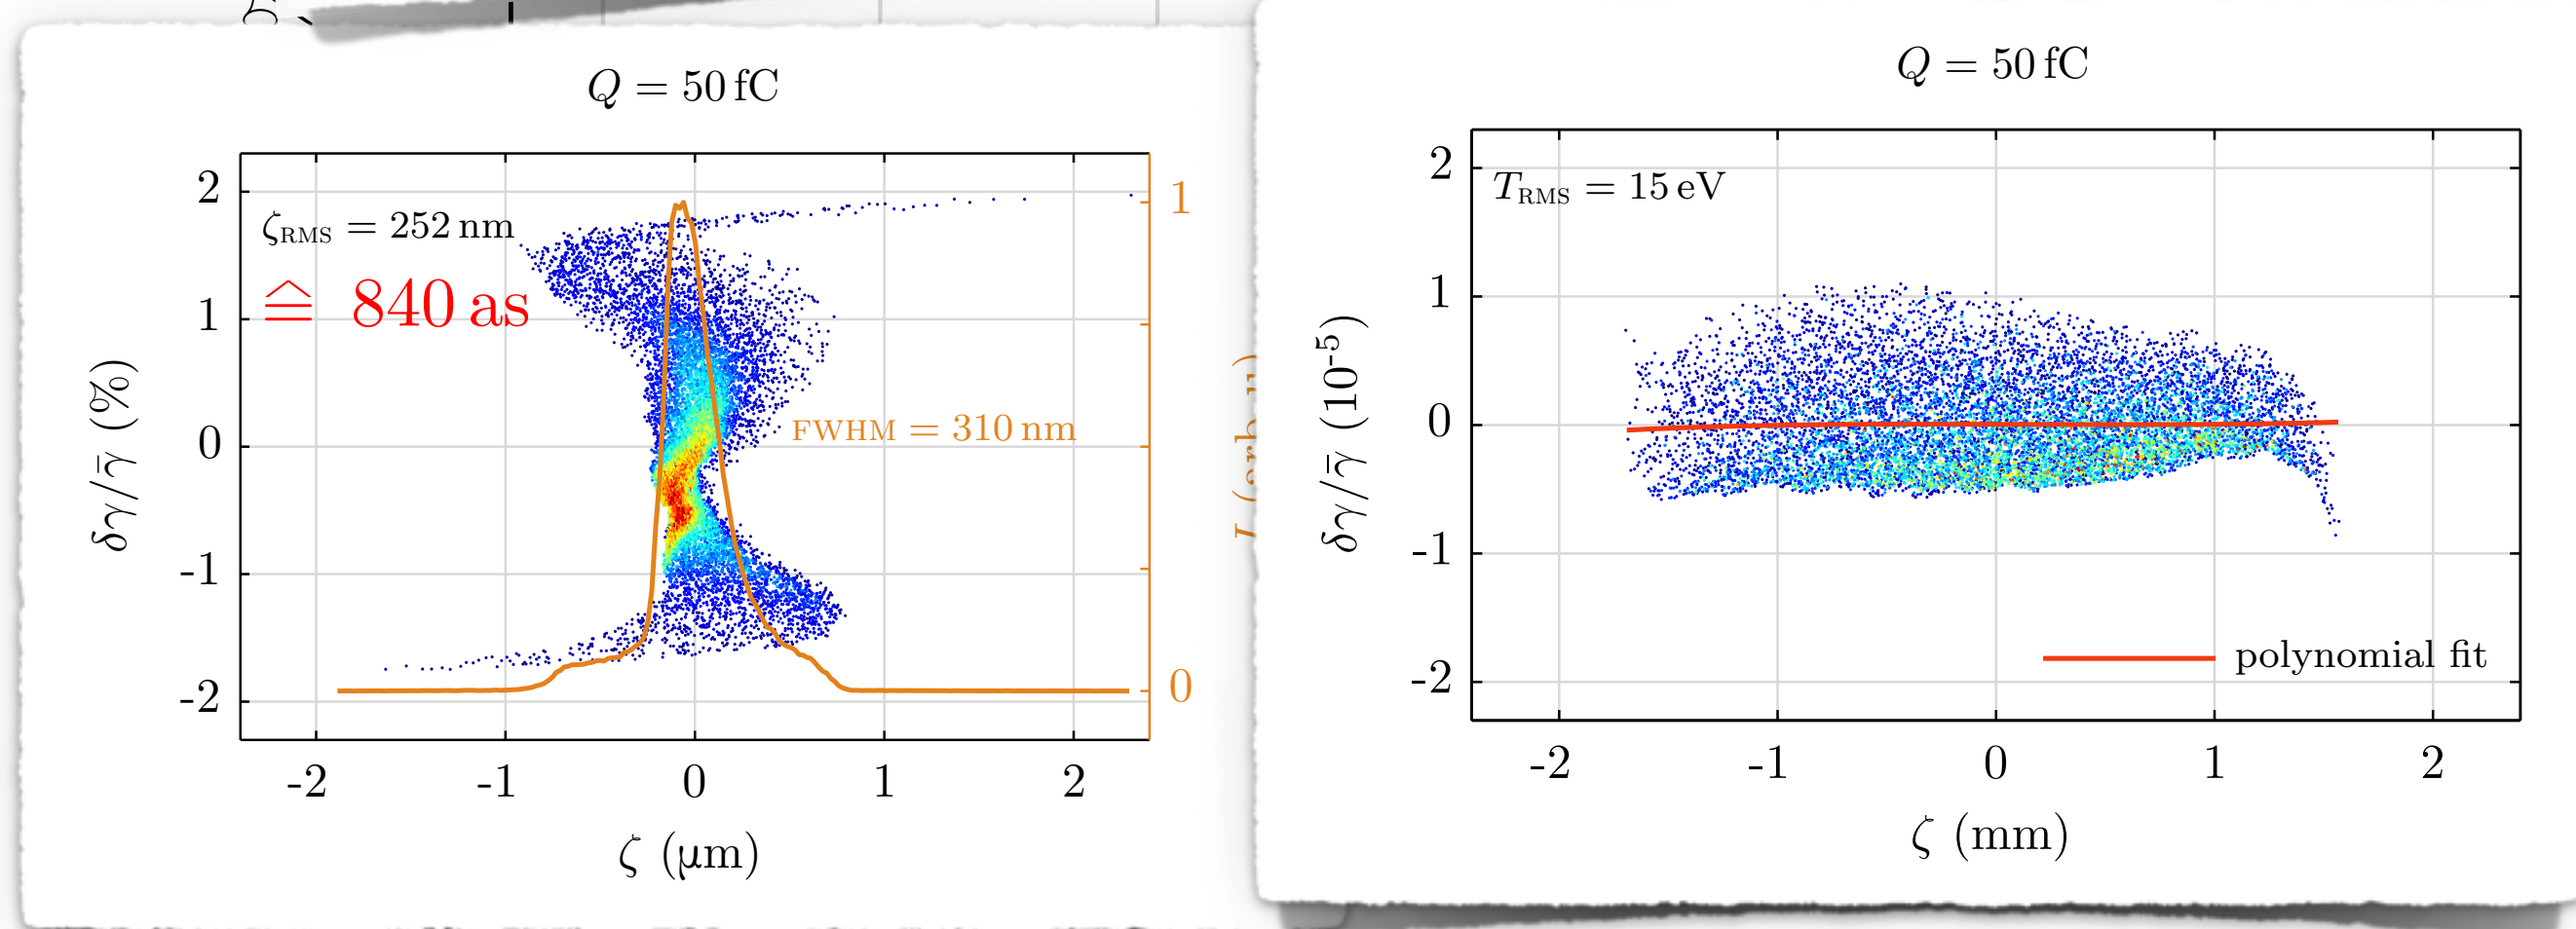 Q = 50 fC
ζRMS = 252 nm
≙ 840 as
FWHM = 310 nm
δγ/γ̄ (%)
2
1
0
-1
-2
1
0
-2 -1 0 1 2
ζ (μm)
Q = 50 fC
TRMS = 15 eV
δγ/γ̄ (10-5)
2
1
0
-1
-2
polynomial fit
-2 -1 0 1 2
ζ (mm)